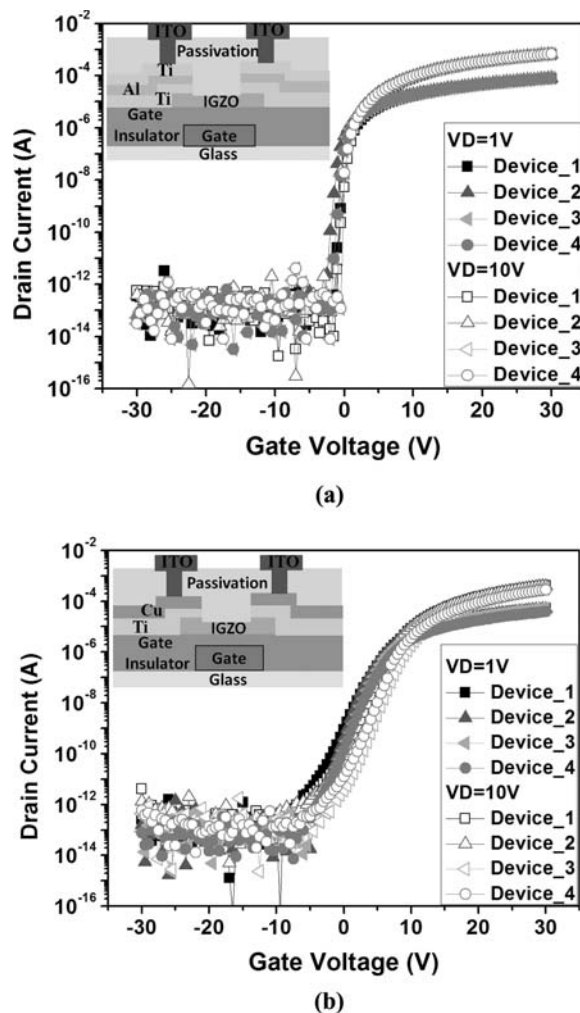 ITO
ITO
Passivation
Ti
Al
Ti
IGZO
Gate
Insulator
Gate
Glass
10^-2
10^-4
10^-6
10^-8
10^-10
10^-12
10^-14
10^-16
Drain Current (A)
VD=1V
Device_1
Device_2
Device_3
Device_4
VD=10V
Device_1
Device_2
Device_3
Device_4
-30 -20 -10 0 10 20 30
Gate Voltage (V)
(a)
ITO
ITO
Passivation
Cu
Ti
IGZO
Gate
Insulator
Gate
Glass
10^-2
10^-4
10^-6
10^-8
10^-10
10^-12
10^-14
10^-16
Drain Current (A)
VD=1V
Device_1
Device_2
Device_3
Device_4
VD=10V
Device_1
Device_2
Device_3
Device_4
-30 -20 -10 0 10 20 30
Gate Voltage (V)
(b)